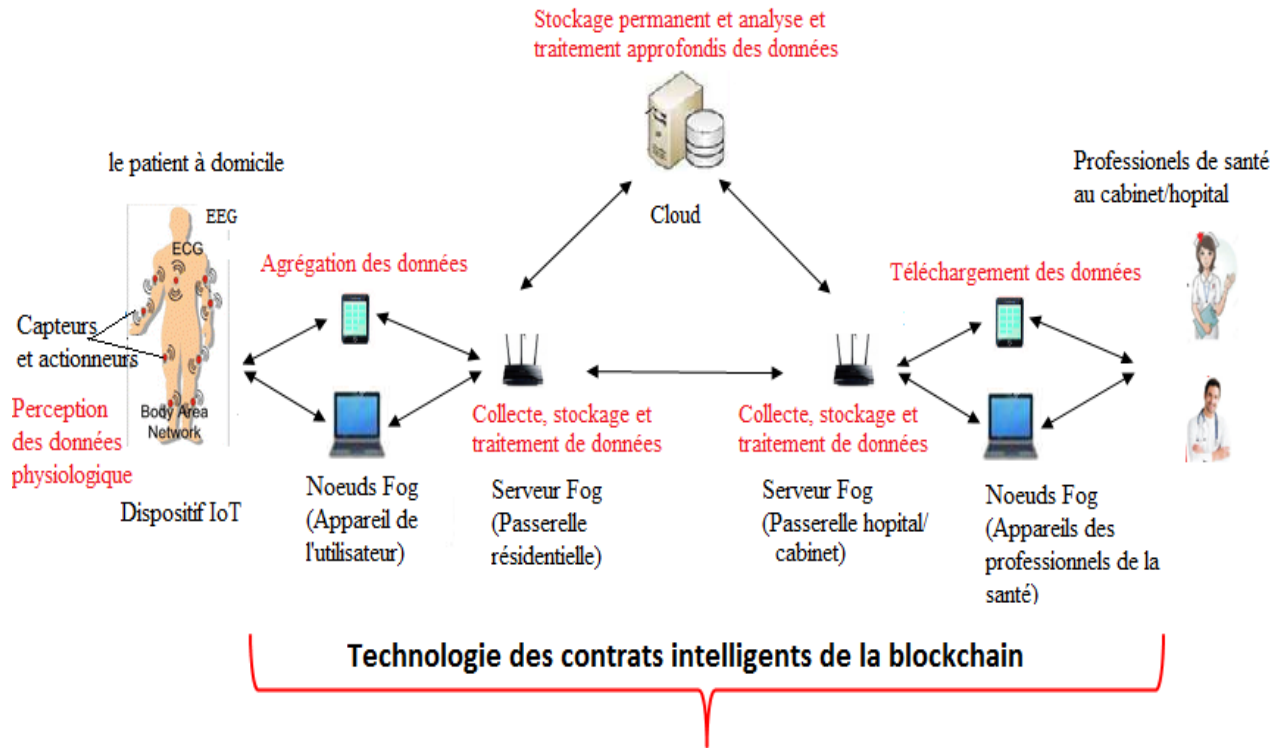 Stockage permanent et analyse et
traitement approfondis des données
Cloud
le patient à domicile
EEG
ECG
Capteurs
et actionneurs
Perception
des données
physiologique
Body Area
Network
Dispositif IoT
Agrégation des données
Noeuds Fog
(Appareil de
l'utilisateur)
Collecte, stockage et
traitement de données
Serveur Fog
(Passerelle
résidentielle)
Collecte, stockage et
traitement de données
Serveur Fog
(Passerelle hopital/
cabinet)
Téléchargement des données
Noeuds Fog
(Appareils des
professionnels de la
santé)
Professionels de santé
au cabinet/hopital
Technologie des contrats intelligents de la blockchain